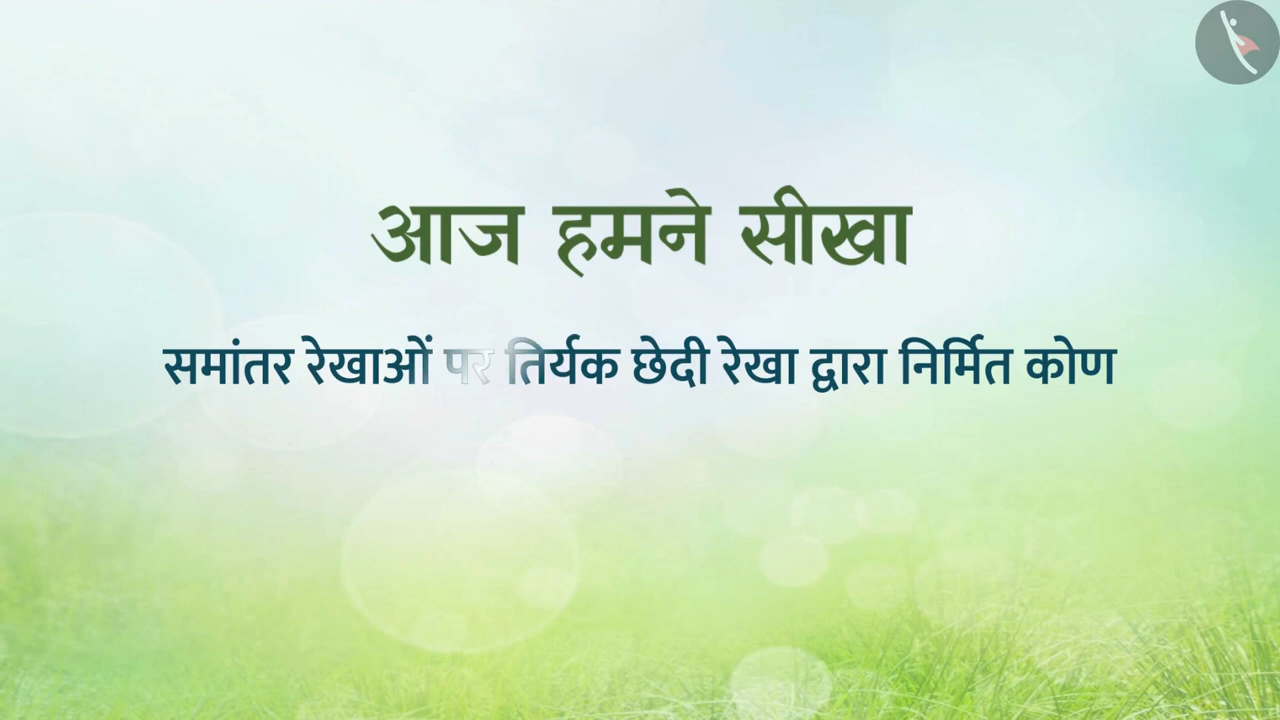 आज हमने सीखा
समांतर रेखाओं पर तिर्यक छेदी रेखा द्वारा निर्मित कोण